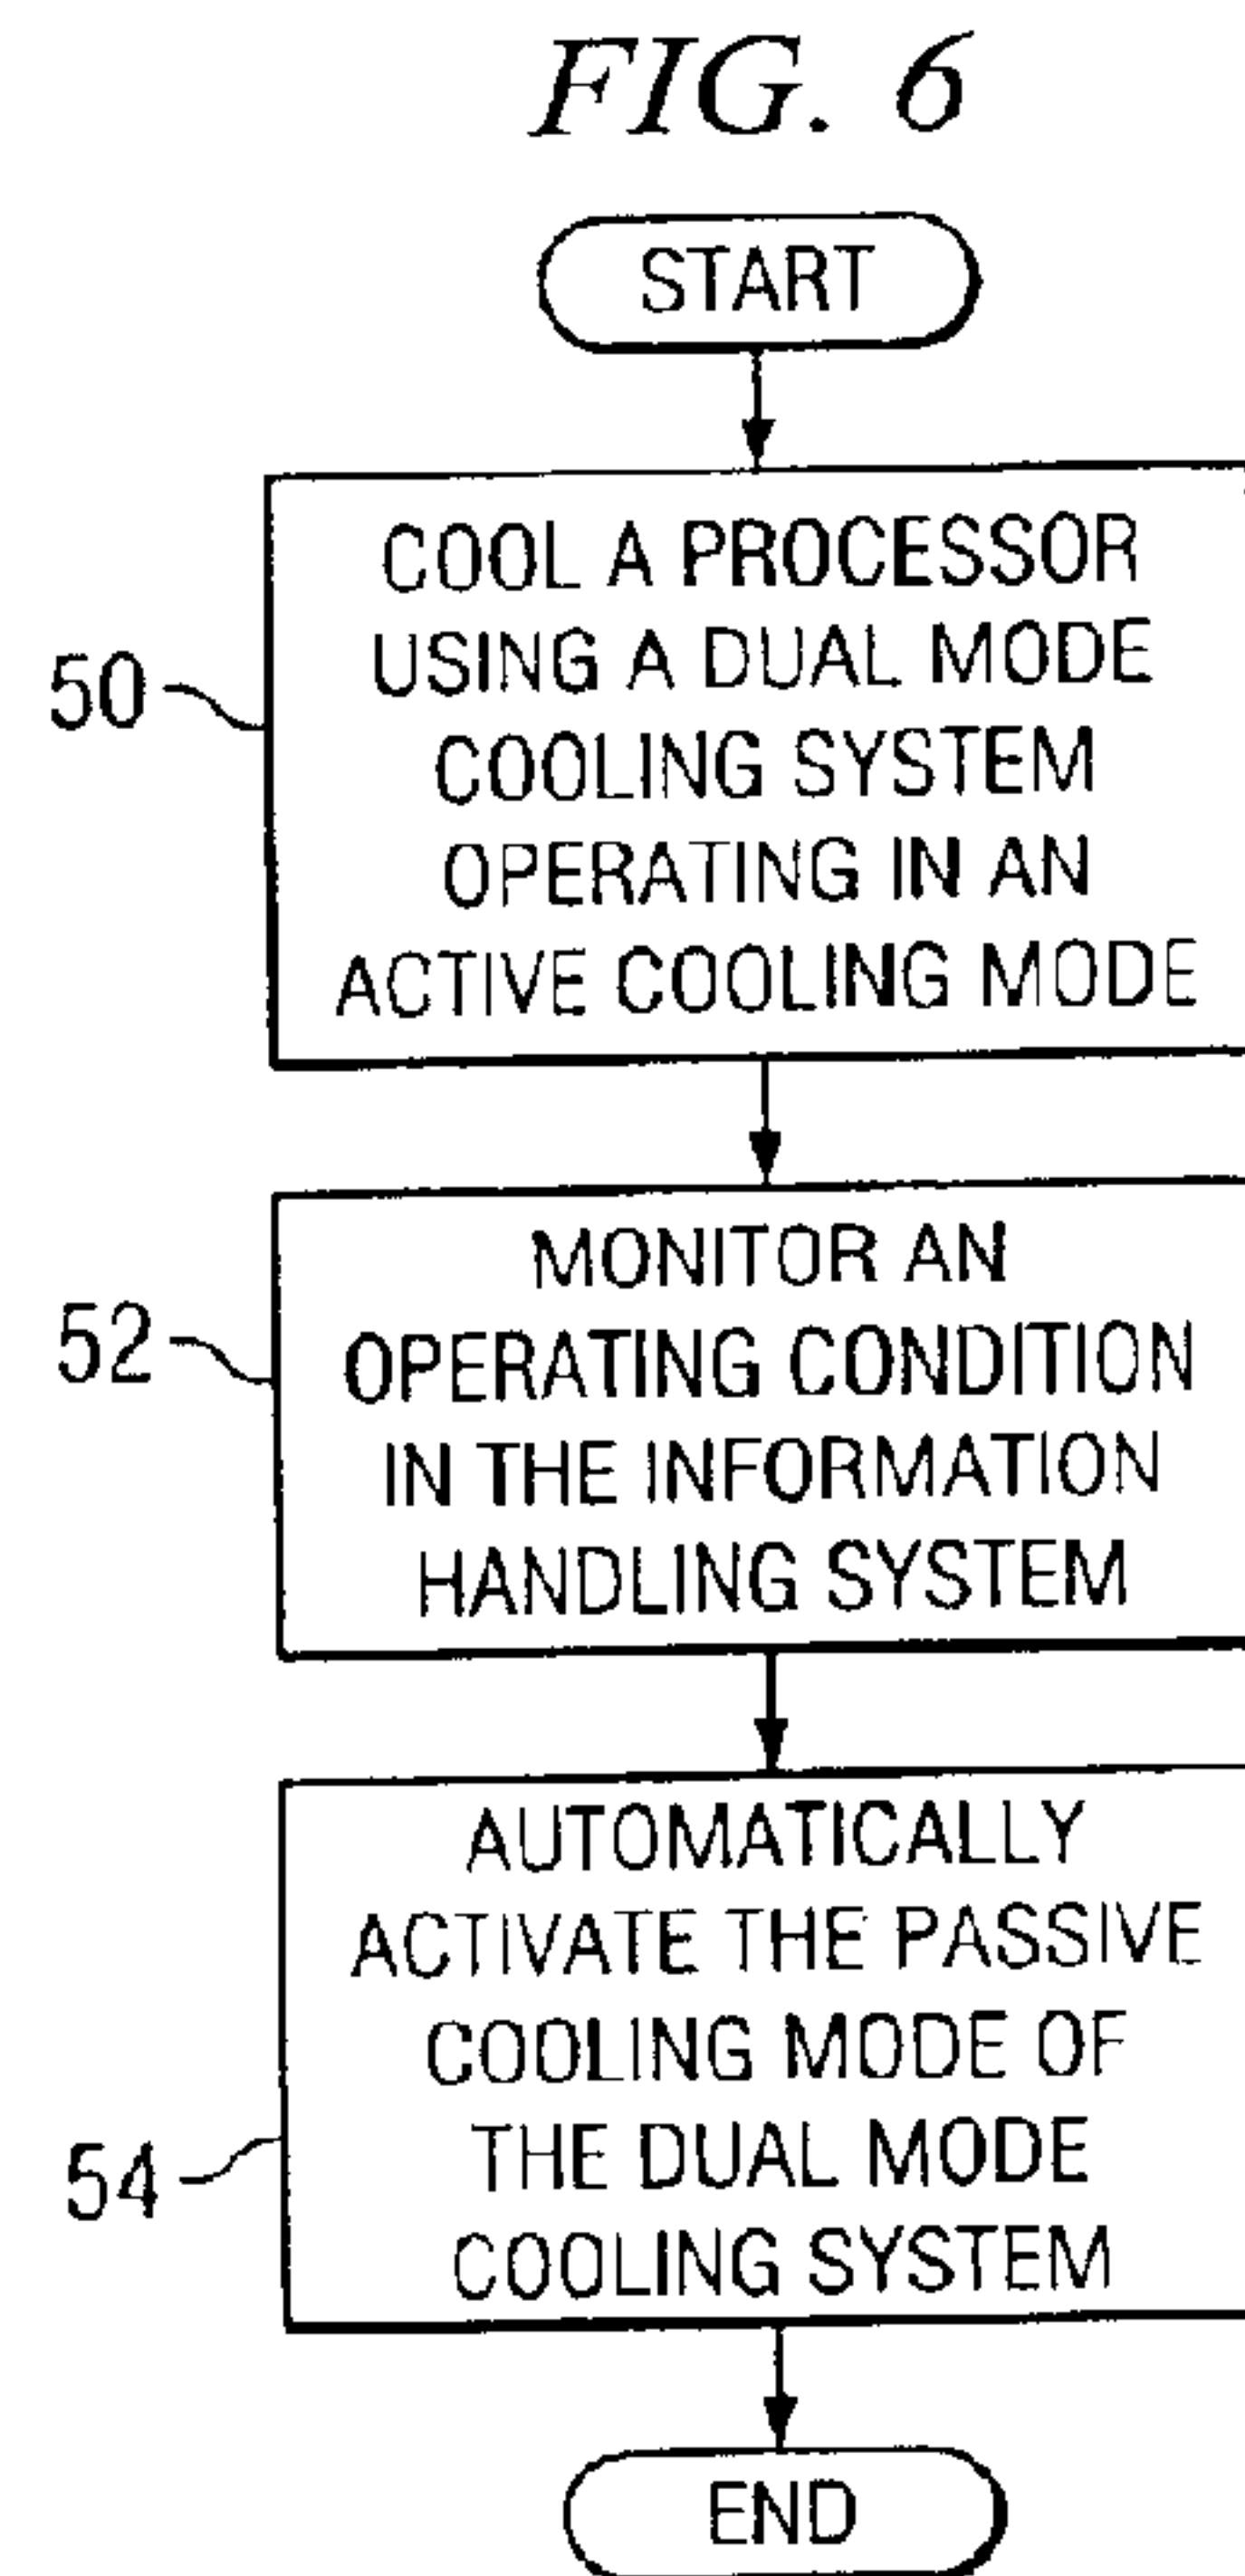 FIG. 6
START
50
COOL A PROCESSOR
USING A DUAL MODE
COOLING SYSTEM
OPERATING IN AN
ACTIVE COOLING MODE
52
MONITOR AN
OPERATING CONDITION
IN THE INFORMATION
HANDLING SYSTEM
54
AUTOMATICALLY
ACTIVATE THE PASSIVE
COOLING MODE OF
THE DUAL MODE
COOLING SYSTEM
END